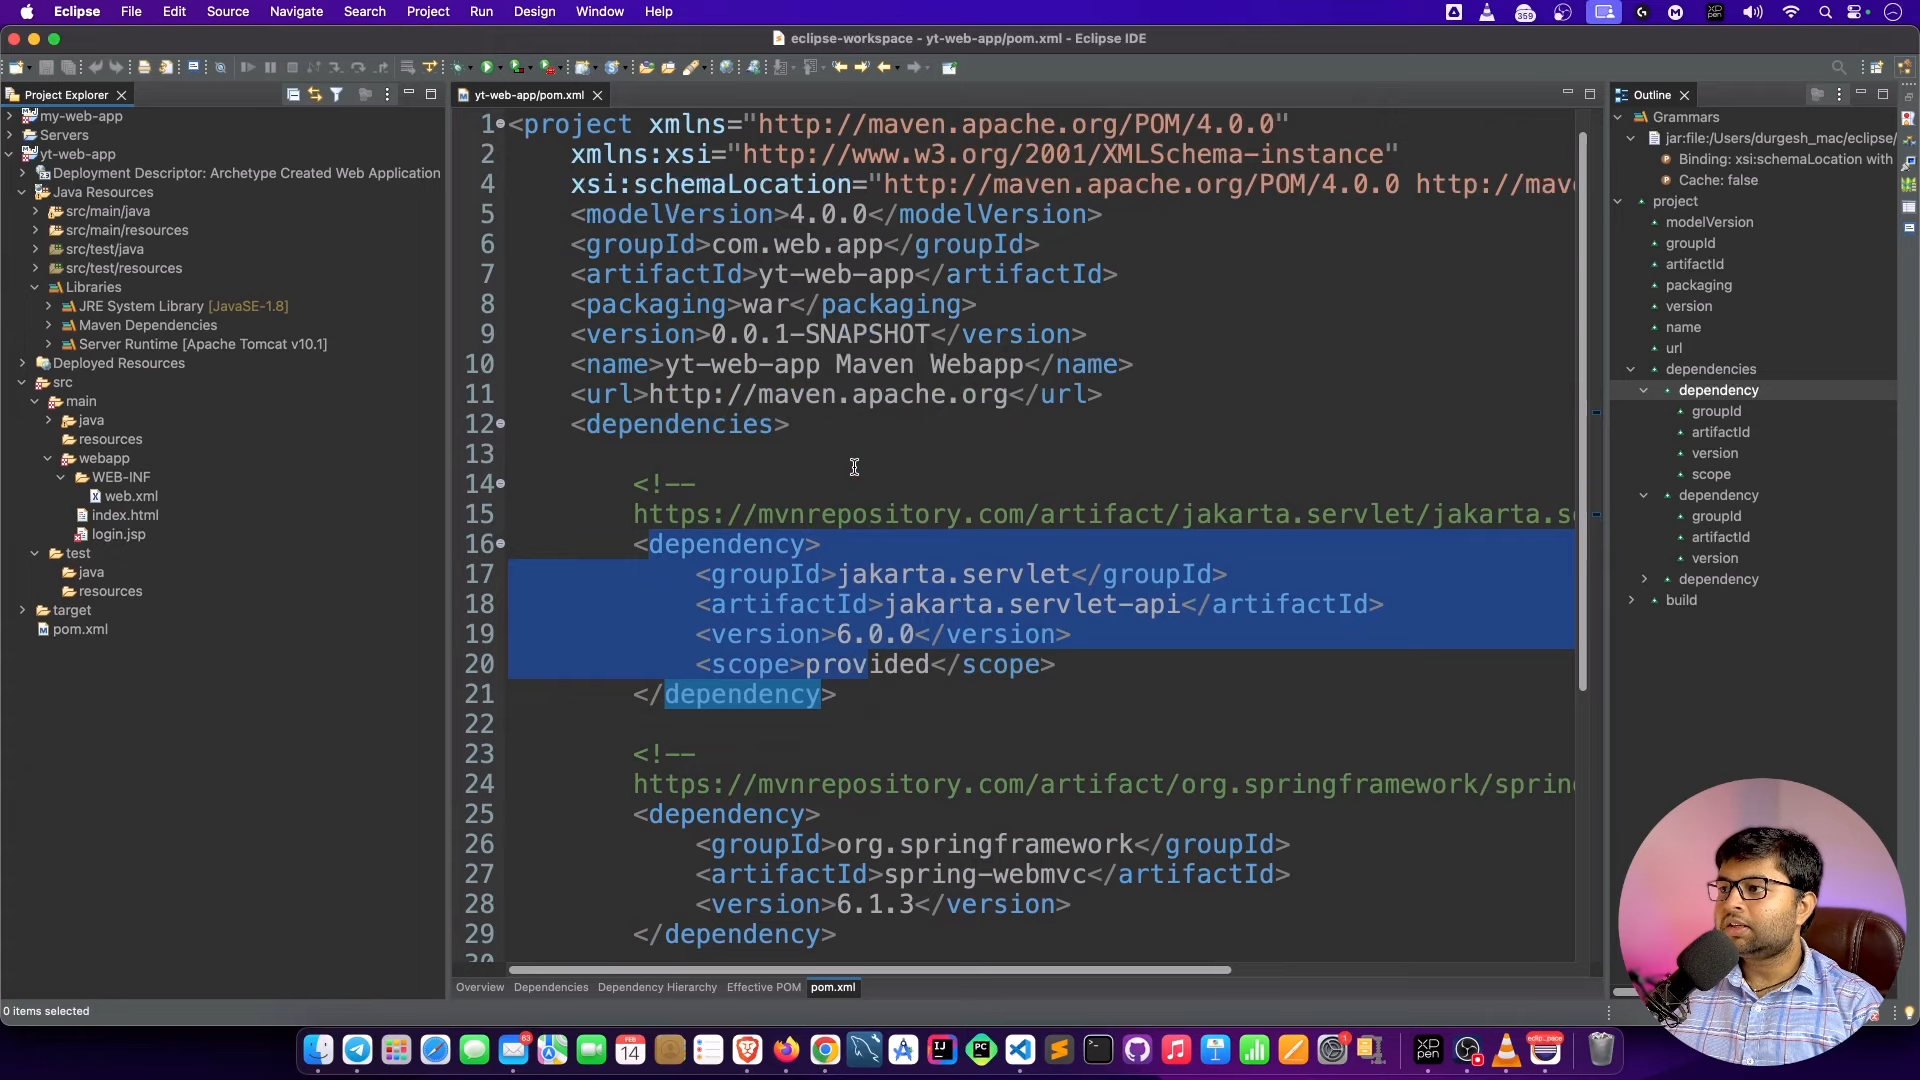 Eclipse File Edit Source Navigate Search Project Run Design Window Help
359
XP
PEN
eclipse-workspace - yt-web-app/pom.xml - Eclipse IDE
Project Explorer
my-web-app
Servers
yt-web-app
Deployment Descriptor: Archetype Created Web Application
Java Resources
src/main/java
src/main/resources
src/test/java
src/test/resources
Libraries
JRE System Library [JavaSE-1.8]
Maven Dependencies
Server Runtime [Apache Tomcat v10.1]
Deployed Resources
src
main
java
resources
webapp
WEB-INF
web.xml
index.html
login.jsp
test
java
resources
target
pom.xml
0 items selected
yt-web-app/pom.xml
1 <project xmlns="http://maven.apache.org/POM/4.0.0"
2 xmlns:xsi="http://www.w3.org/2001/XMLSchema-instance"
4 xsi:schemaLocation="http://maven.apache.org/POM/4.0.0 http://mav
5 <modelVersion>4.0.0</modelVersion>
6 <groupId>com.web.app</groupId>
7 <artifactId>yt-web-app</artifactId>
8 <packaging>war</packaging>
9 <version>0.0.1-SNAPSHOT</version>
10 <name>yt-web-app Maven Webapp</name>
11 <url>http://maven.apache.org</url>
12 <dependencies>
13
14 <!--
15 https://mvnrepository.com/artifact/jakarta.servlet/jakarta.s
16 <dependency>
17 <groupId>jakarta.servlet</groupId>
18 <artifactId>jakarta.servlet-api</artifactId>
19 <version>6.0.0</version>
20 <scope>provided</scope>
21 </dependency>
22
23 <!--
24 https://mvnrepository.com/artifact/org.springframework/sprin
25 <dependency>
26 <groupId>org.springframework</groupId>
27 <artifactId>spring-webmvc</artifactId>
28 <version>6.1.3</version>
29 </dependency>
30
Overview Dependencies Dependency Hierarchy Effective POM pom.xml
Outline
Grammars
jar:file:/Users/durgesh_mac/eclipse/
Binding: xsi:schemaLocation with
Cache: false
project
modelVersion
groupId
artifactId
packaging
version
name
url
dependencies
dependency
groupId
artifactId
version
scope
dependency
groupId
artifactId
version
dependency
build
63
FEB
14
IJ
PC
1
XP
PEN